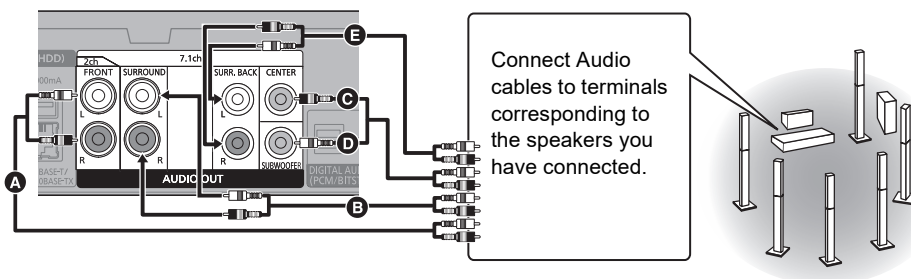 (HDD)
2ch
7.1ch
FRONT SURROUND SURR. BACK CENTER
L L L
R R R
SUBWOOFER
AUDIO OUT
DIGITAL AU
(PCM/BITST
BASE-T/
0BASE-TX
A
B
C
D
E
Connect Audio
cables to terminals
corresponding to
the speakers you
have connected.